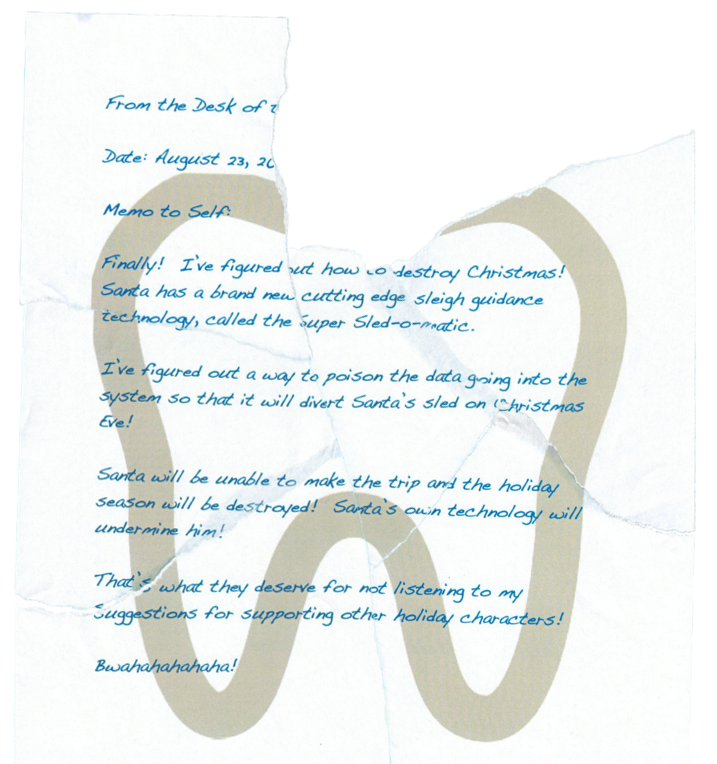 From the Desk of
Date: August 23, 20
Memo to Self:
Finally! I've figured out how to destroy Christmas!
Santa has a brand new cutting edge sleigh guidance
technology, called the Super Sled-o-matic.
I've figured out a way to poison the data going into the
system so that it will divert Santa's sled on Christmas
Eve!
Santa will be unable to make the trip and the holiday
season will be destroyed! Santa's own technology will
undermine him!
That's what they deserve for not listening to my
suggestions for supporting other holiday characters!
Bwahahahahaha!